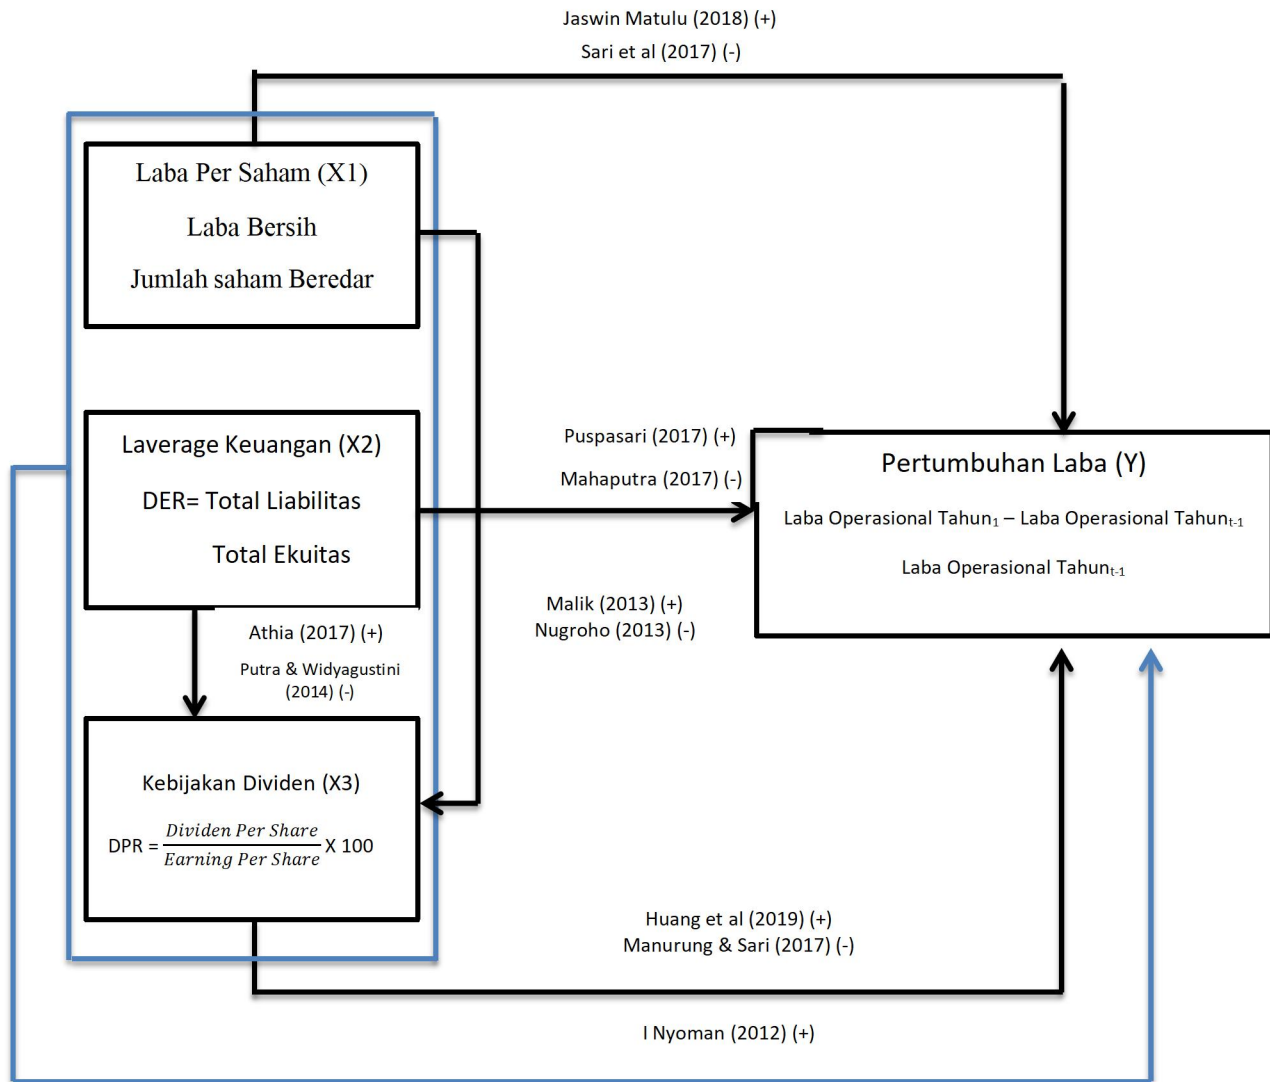 Jaswin Matulu (2018) (+)
Sari et al (2017) (-)
Laba Per Saham (X1)
Laba Bersih
Jumlah saham Beredar
Laverage Keuangan (X2)
DER= Total Liabilitas
Total Ekuitas
Puspasari (2017) (+)
Mahaputra (2017) (-)
Pertumbuhan Laba (Y)
Laba Operasional Tahun₁ – Laba Operasional Tahunₜ₋₁
Laba Operasional Tahunₜ₋₁
Malik (2013) (+)
Nugroho (2013) (-)
Athia (2017) (+)
Putra & Widyagustini
(2014) (-)
Kebijakan Dividen (X3)
DPR = Dividen Per Share / Earning Per Share X 100
Huang et al (2019) (+)
Manurung & Sari (2017) (-)
I Nyoman (2012) (+)